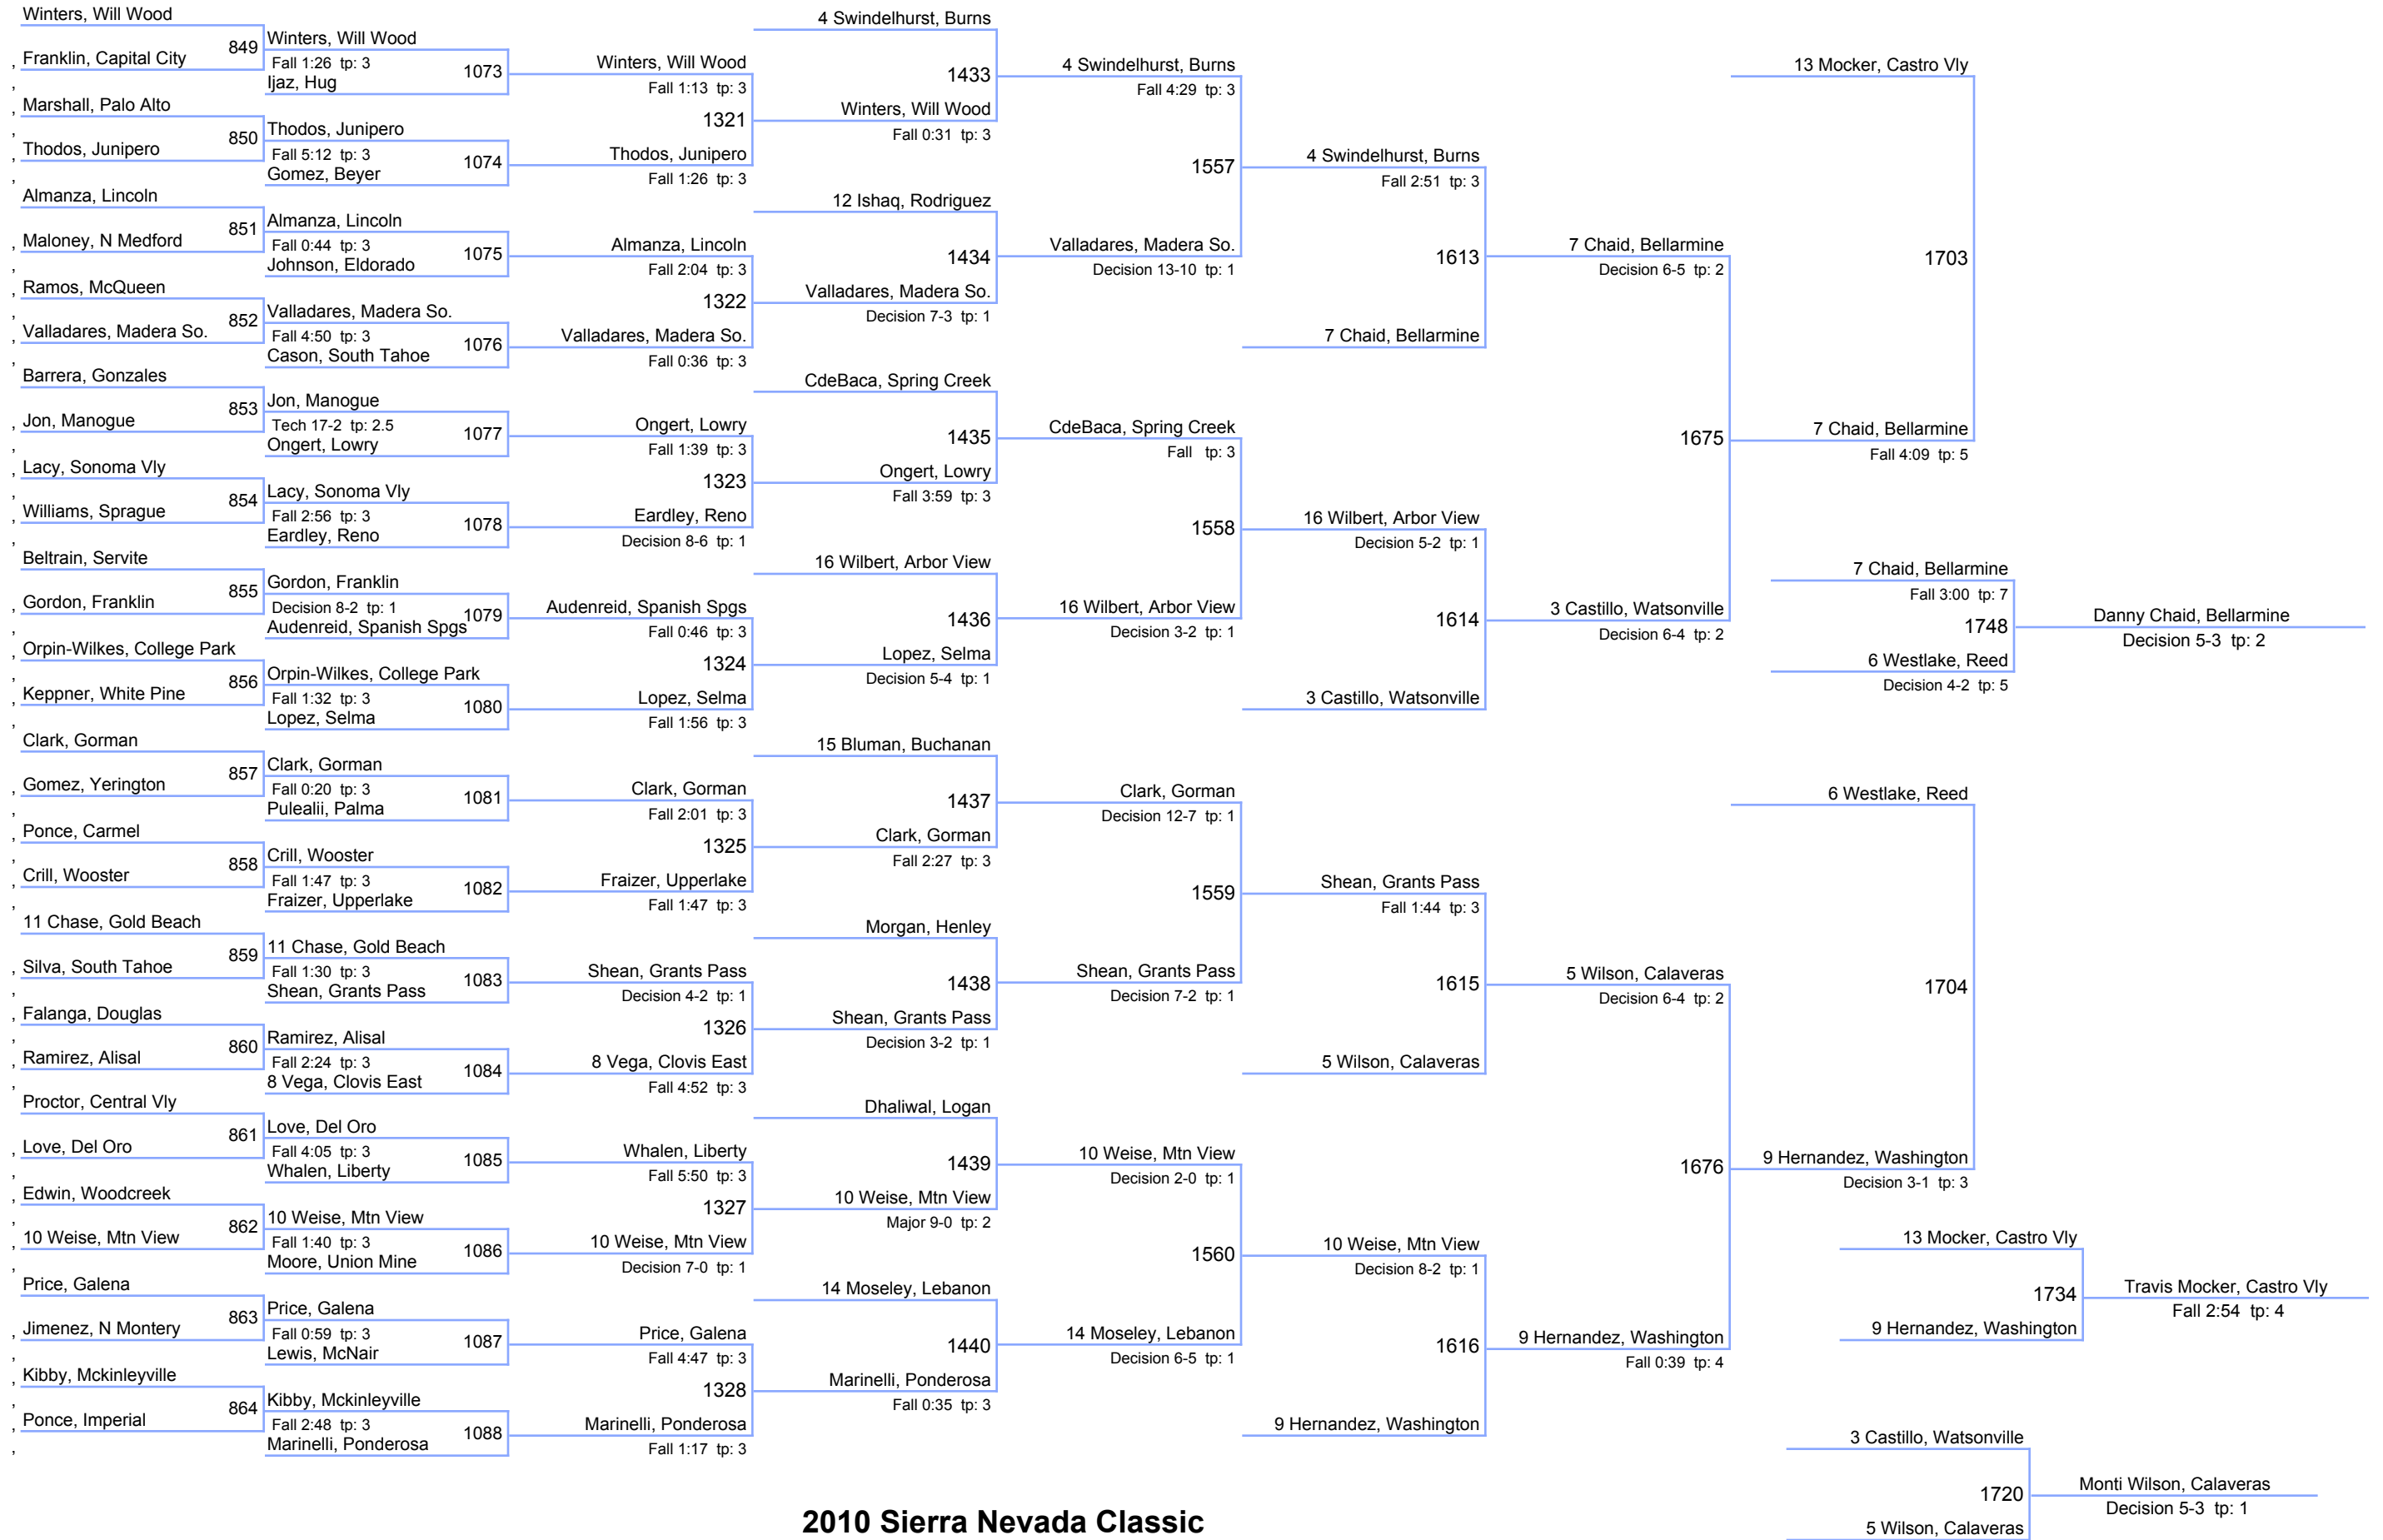 Winters, Will Wood
849
, Franklin, Capital City
,
Marshall, Palo Alto
,
850
, Thodos, Junipero
,
Almanza, Lincoln
851
, Maloney, N Medford
,
Ramos, McQueen
,
852
, Valladares, Madera So.
,
Barrera, Gonzales
853
, Jon, Manogue
,
Lacy, Sonoma Vly
,
854
, Williams, Sprague
,
Beltrain, Servite
855
, Gordon, Franklin
,
Orpin-Wilkes, College Park
,
856
, Keppner, White Pine
,
Clark, Gorman
857
, Gomez, Yerington
,
Ponce, Carmel
,
858
, Crill, Wooster
,
11 Chase, Gold Beach
859
, Silva, South Tahoe
,
Falanga, Douglas
,
860
, Ramirez, Alisal
,
Proctor, Central Vly
861
, Love, Del Oro
,
Edwin, Woodcreek
,
862
, 10 Weise, Mtn View
,
Price, Galena
863
, Jimenez, N Montery
,
Kibby, Mckinleyville
,
864
, Ponce, Imperial
,
Winters, Will Wood
Fall 1:26 tp: 3
1073
Ijaz, Hug
Thodos, Junipero
Fall 5:12 tp: 3
1074
Gomez, Beyer
Almanza, Lincoln
Fall 0:44 tp: 3
1075
Johnson, Eldorado
Valladares, Madera So.
Fall 4:50 tp: 3
1076
Cason, South Tahoe
Jon, Manogue
Tech 17-2 tp: 2.5
1077
Ongert, Lowry
Lacy, Sonoma Vly
Fall 2:56 tp: 3
1078
Eardley, Reno
Gordon, Franklin
Decision 8-2 tp: 1
1079
Audenreid, Spanish Spgs
Orpin-Wilkes, College Park
Fall 1:32 tp: 3
1080
Lopez, Selma
Clark, Gorman
Fall 0:20 tp: 3
1081
Pulealii, Palma
Crill, Wooster
Fall 1:47 tp: 3
1082
Fraizer, Upperlake
11 Chase, Gold Beach
Fall 1:30 tp: 3
1083
Shean, Grants Pass
Ramirez, Alisal
Fall 2:24 tp: 3
1084
8 Vega, Clovis East
Love, Del Oro
Fall 4:05 tp: 3
1085
Whalen, Liberty
10 Weise, Mtn View
Fall 1:40 tp: 3
1086
Moore, Union Mine
Price, Galena
Fall 0:59 tp: 3
1087
Lewis, McNair
Kibby, Mckinleyville
Fall 2:48 tp: 3
1088
Marinelli, Ponderosa
Winters, Will Wood
Fall 1:13 tp: 3
1321
Thodos, Junipero
Fall 1:26 tp: 3
Almanza, Lincoln
Fall 2:04 tp: 3
1322
Valladares, Madera So.
Fall 0:36 tp: 3
Ongert, Lowry
Fall 1:39 tp: 3
1323
Eardley, Reno
Decision 8-6 tp: 1
Audenreid, Spanish Spgs
Fall 0:46 tp: 3
1324
Lopez, Selma
Fall 1:56 tp: 3
Clark, Gorman
Fall 2:01 tp: 3
1325
Fraizer, Upperlake
Fall 1:47 tp: 3
Shean, Grants Pass
Decision 4-2 tp: 1
1326
8 Vega, Clovis East
Fall 4:52 tp: 3
Whalen, Liberty
Fall 5:50 tp: 3
1327
10 Weise, Mtn View
Decision 7-0 tp: 1
Price, Galena
Fall 4:47 tp: 3
1328
Marinelli, Ponderosa
Fall 1:17 tp: 3
4 Swindelhurst, Burns
1433
Winters, Will Wood
Fall 0:31 tp: 3
12 Ishaq, Rodriguez
1434
Valladares, Madera So.
Decision 7-3 tp: 1
CdeBaca, Spring Creek
1435
Ongert, Lowry
Fall 3:59 tp: 3
16 Wilbert, Arbor View
1436
Lopez, Selma
Decision 5-4 tp: 1
15 Bluman, Buchanan
1437
Clark, Gorman
Fall 2:27 tp: 3
Morgan, Henley
1438
Shean, Grants Pass
Decision 3-2 tp: 1
Dhaliwal, Logan
1439
10 Weise, Mtn View
Major 9-0 tp: 2
14 Moseley, Lebanon
1440
Marinelli, Ponderosa
Fall 0:35 tp: 3
4 Swindelhurst, Burns
Fall 4:29 tp: 3
1557
Valladares, Madera So.
Decision 13-10 tp: 1
CdeBaca, Spring Creek
Fall tp: 3
1558
16 Wilbert, Arbor View
Decision 3-2 tp: 1
Clark, Gorman
Decision 12-7 tp: 1
1559
Shean, Grants Pass
Decision 7-2 tp: 1
10 Weise, Mtn View
Decision 2-0 tp: 1
1560
14 Moseley, Lebanon
Decision 6-5 tp: 1
4 Swindelhurst, Burns
Fall 2:51 tp: 3
1613
7 Chaid, Bellarmine
16 Wilbert, Arbor View
Decision 5-2 tp: 1
1614
3 Castillo, Watsonville
Shean, Grants Pass
Fall 1:44 tp: 3
1615
5 Wilson, Calaveras
10 Weise, Mtn View
Decision 8-2 tp: 1
1616
9 Hernandez, Washington
7 Chaid, Bellarmine
Decision 6-5 tp: 2
1675
3 Castillo, Watsonville
Decision 6-4 tp: 2
5 Wilson, Calaveras
Decision 6-4 tp: 2
1676
9 Hernandez, Washington
Fall 0:39 tp: 4
13 Mocker, Castro Vly
1703
7 Chaid, Bellarmine
Fall 4:09 tp: 5
7 Chaid, Bellarmine
Fall 3:00 tp: 7
1748
6 Westlake, Reed
Decision 4-2 tp: 5
Danny Chaid, Bellarmine
Decision 5-3 tp: 2
6 Westlake, Reed
1704
9 Hernandez, Washington
Decision 3-1 tp: 3
13 Mocker, Castro Vly
1734
9 Hernandez, Washington
Travis Mocker, Castro Vly
Fall 2:54 tp: 4
3 Castillo, Watsonville
1720
5 Wilson, Calaveras
Monti Wilson, Calaveras
Decision 5-3 tp: 1
2010 Sierra Nevada Classic